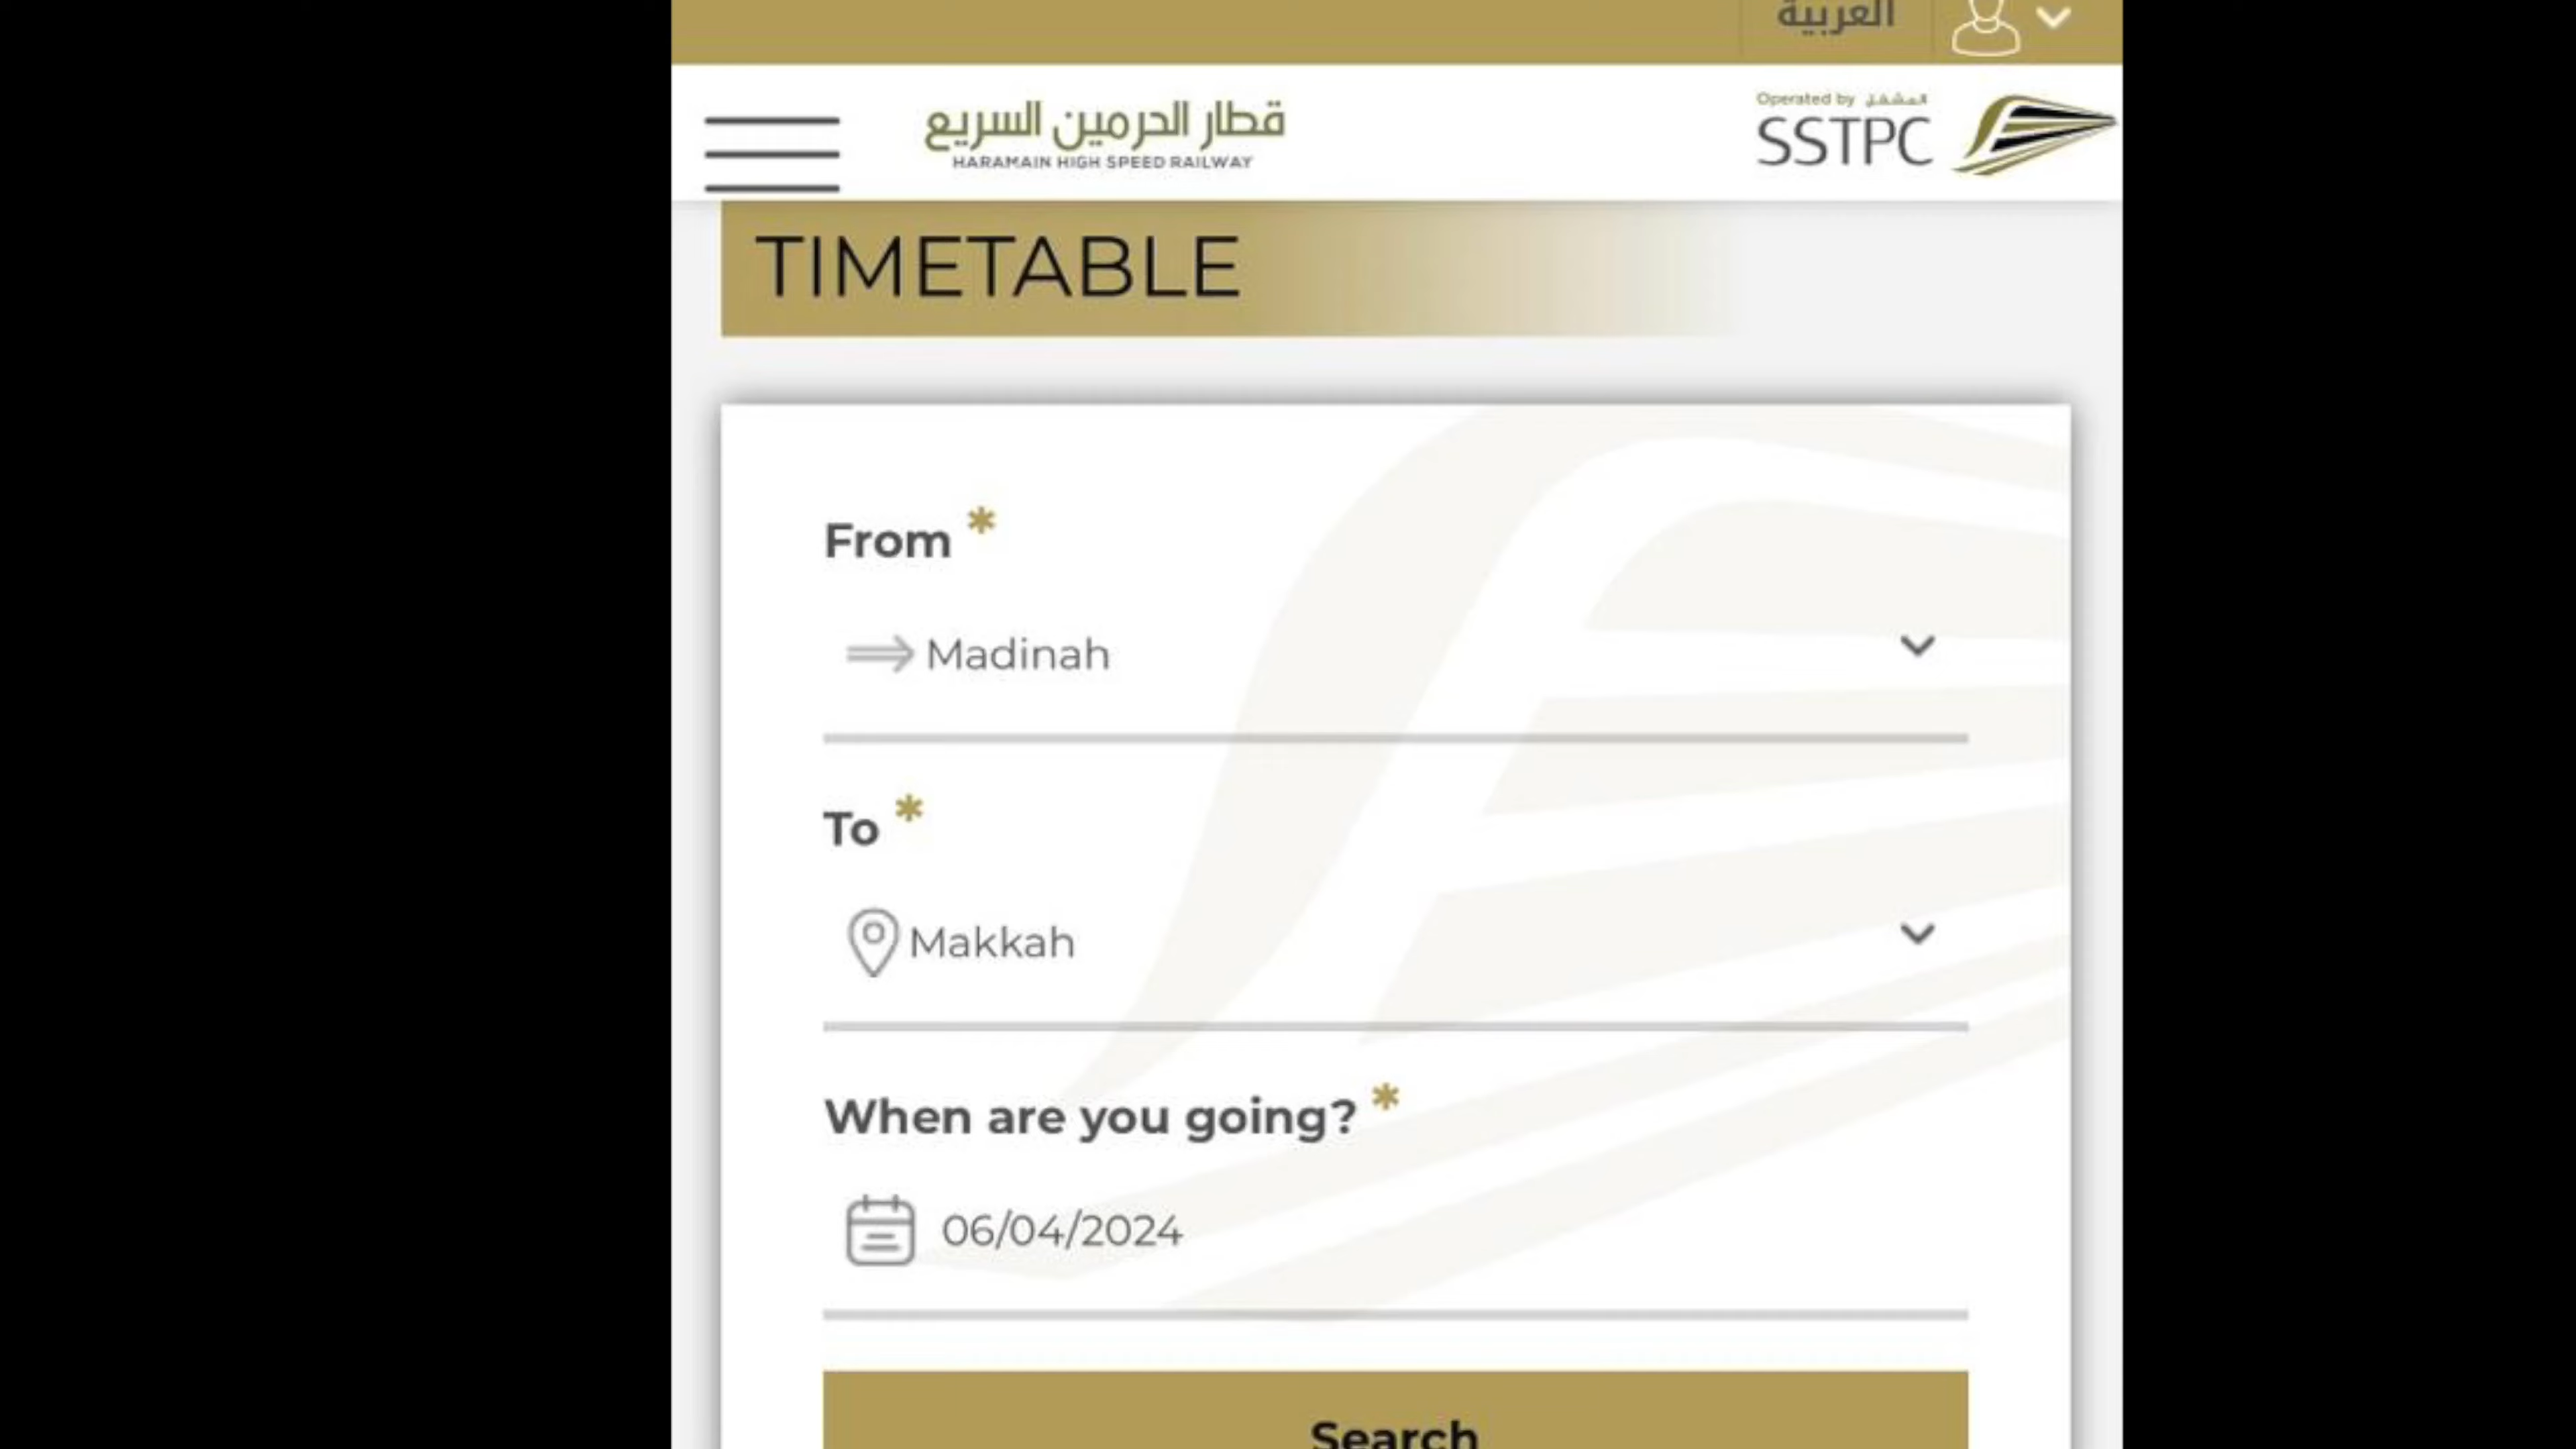 العربية
قطار الحرمين السريع
HARAMAIN HIGH SPEED RAILWAY
Operated by المشغل
SSTPC
TIMETABLE
From *
Madinah
To *
Makkah
When are you going? *
06/04/2024
Search